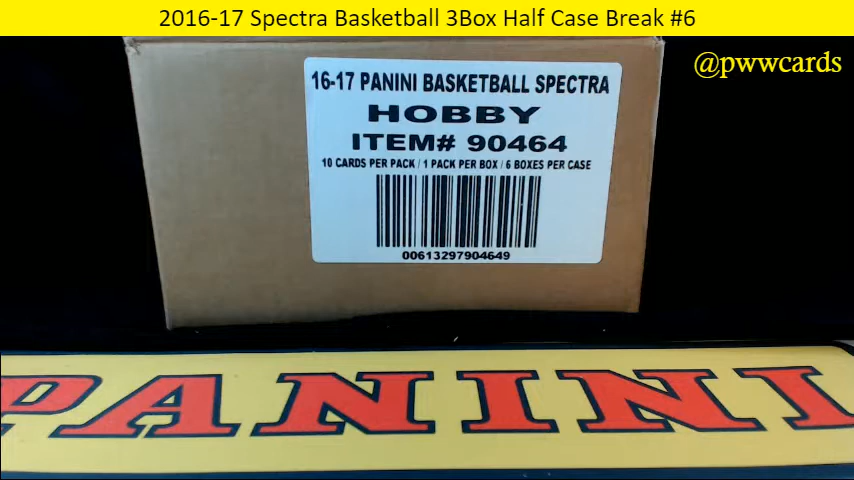 2016-17 Spectra Basketball 3Box Half Case Break #6
@pwwcards
16-17 PANINI BASKETBALL SPECTRA
HOBBY
ITEM# 90464
10 CARDS PER PACK / 1 PACK PER BOX / 6 BOXES PER CASE
00613297904649
PANINI